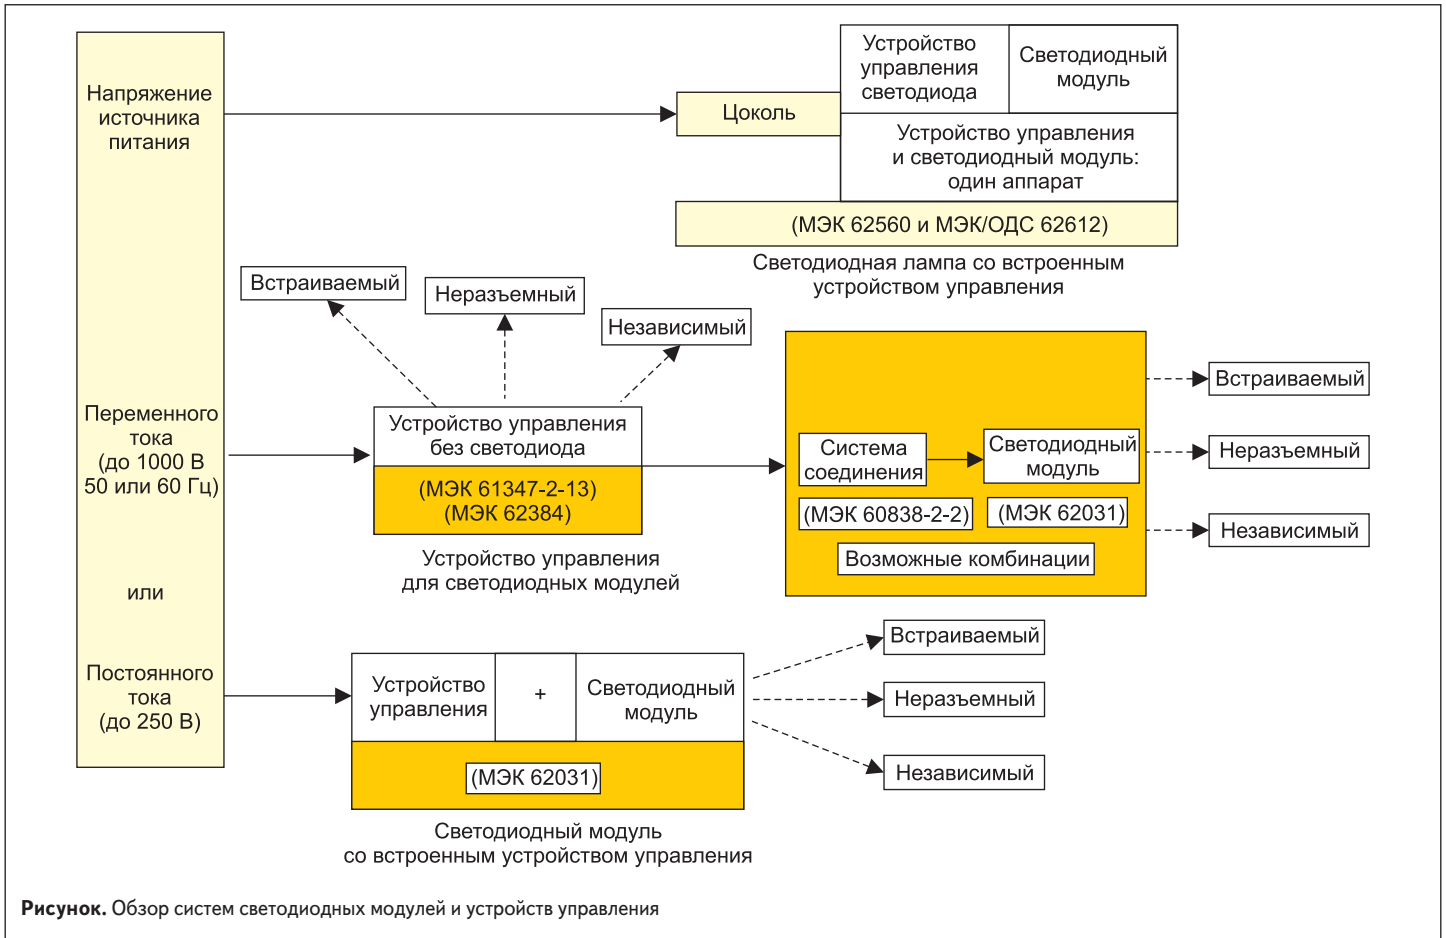 Напряжение
источника
питания
Переменного
тока
(до 1000 В
50 или 60 Гц)
или
Постоянного
тока
(до 250 В)
Цоколь
Устройство
управления
светодиода
Светодиодный
модуль
Устройство управления
и светодиодный модуль:
один аппарат
(МЭК 62560 и МЭК/ОДС 62612)
Светодиодная лампа со встроенным
устройством управления
Встраиваемый
Неразъемный
Независимый
Устройство управления
без светодиода
(МЭК 61347-2-13)
(МЭК 62384)
Устройство управления
для светодиодных модулей
Система
соединения
Светодиодный
модуль
(МЭК 60838-2-2)
(МЭК 62031)
Возможные комбинации
Встраиваемый
Неразъемный
Независимый
Устройство
управления
+
Светодиодный
модуль
(МЭК 62031)
Светодиодный модуль
со встроенным устройством управления
Встраиваемый
Неразъемный
Независимый
Рисунок. Обзор систем светодиодных модулей и устройств управления